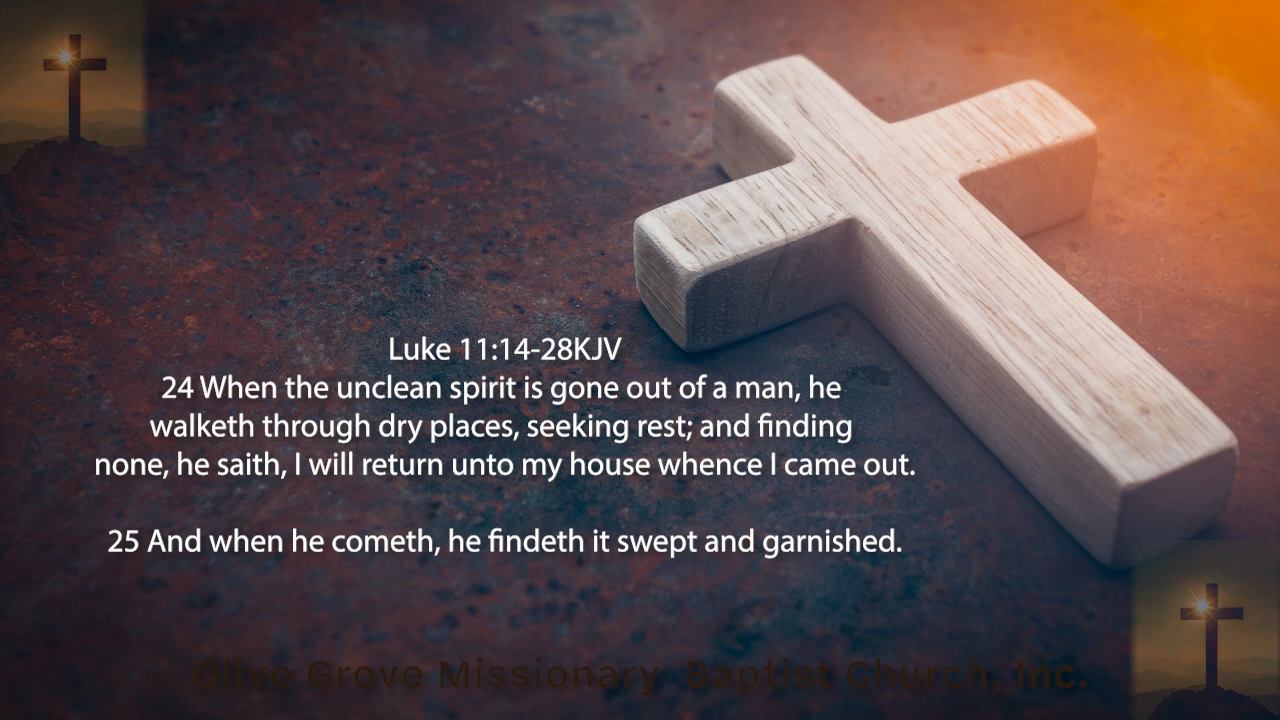 Luke 11:14-28KJV
24 When the unclean spirit is gone out of a man, he
walketh through dry places, seeking rest; and finding
none, he saith, I will return unto my house whence I came out.
25 And when he cometh, he findeth it swept and garnished.
Olive Grove Missionary Baptist Church, Inc.